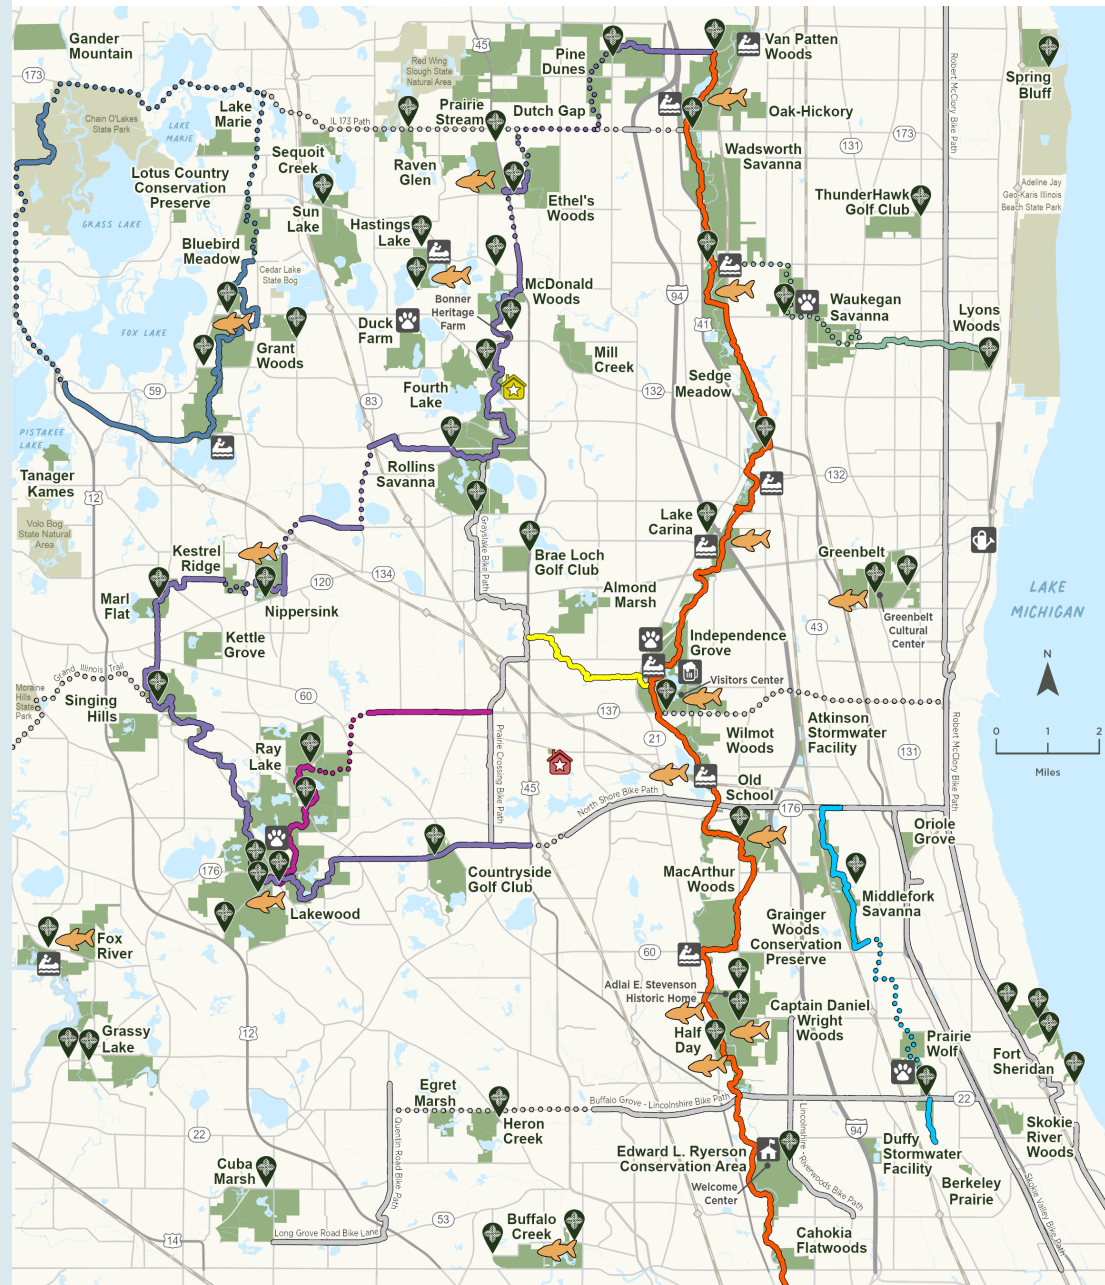 Gander
Mountain
173
45
Red Wing
Slough State
Natural Area
Pine
Dunes
Van Patten
Woods
Robert McClory Bike Path
Spring
Bluff
Chain O'Lakes
State Park
LAKE
MARIE
Lake
Marie
IL 173 Path
Prairie
Stream
Dutch Gap
Oak-Hickory
173
131
Wadsworth
Savanna
Sequoit
Creek
Raven
Glen
Lotus Country
Conservation
Preserve
Adeline Jay
Geo-Karis Illinois
Beach State Park
ThunderHawk
Golf Club
Ethel's
Woods
Sun
Lake
Hastings
Lake
GRASS LAKE
Bluebird
Meadow
Cedar Lake
State Bog
McDonald
Woods
94
Bonner
Heritage
Farm
Waukegan
Savanna
Lyons
Woods
FOX LAKE
Duck
Farm
41
Grant
Woods
Mill
Creek
Sedge
Meadow
59
83
Fourth
Lake
132
PISTAKEE
LAKE
Tanager
Kames
12
Rollins
Savanna
132
Volo Bog
State Natural
Area
Grayslake Bike Path
Lake
Carina
Kestrel
Ridge
Brae Loch
Golf Club
Greenbelt
120
134
Almond
Marsh
LAKE
MICHIGAN
Marl
Flat
Nippersink
Greenbelt
Cultural
Center
43
Kettle
Grove
Independence
Grove
N
Grand Illinois Trail
Moraine
Hills
State
Park
Singing
Hills
60
Visitors Center
137
21
Wilmot
Woods
Atkinson
Stormwater
Facility
131
Robert McClory Bike Path
0
1
2
Miles
Ray
Lake
Prairie Crossing Bike Path
45
Old
School
North Shore Bike Path
176
Oriole
Grove
176
Countryside
Golf Club
MacArthur
Woods
Middlefork
Savanna
Lakewood
Grainger
Woods
Conservation
Preserve
Fox
River
60
Adlai E. Stevenson
Historic Home
Captain Daniel
Wright
Woods
12
Grassy
Lake
Half
Day
Prairie
Wolf
Fort
Sheridan
Egret
Marsh
Buffalo Grove - Lincolnshire Bike Path
22
Heron
Creek
Quentin Road Bike Path
Lincolnshire - Riverwoods Bike Path
94
22
Skokie
River
Woods
Edward L. Ryerson
Conservation Area
Duffy
Stormwater
Facility
Cuba
Marsh
Welcome
Center
Berkeley
Prairie
Skokie Valley Bike Path
53
Buffalo
Creek
14
Long Grove Road Bike Lane
Cahokia
Flatwoods